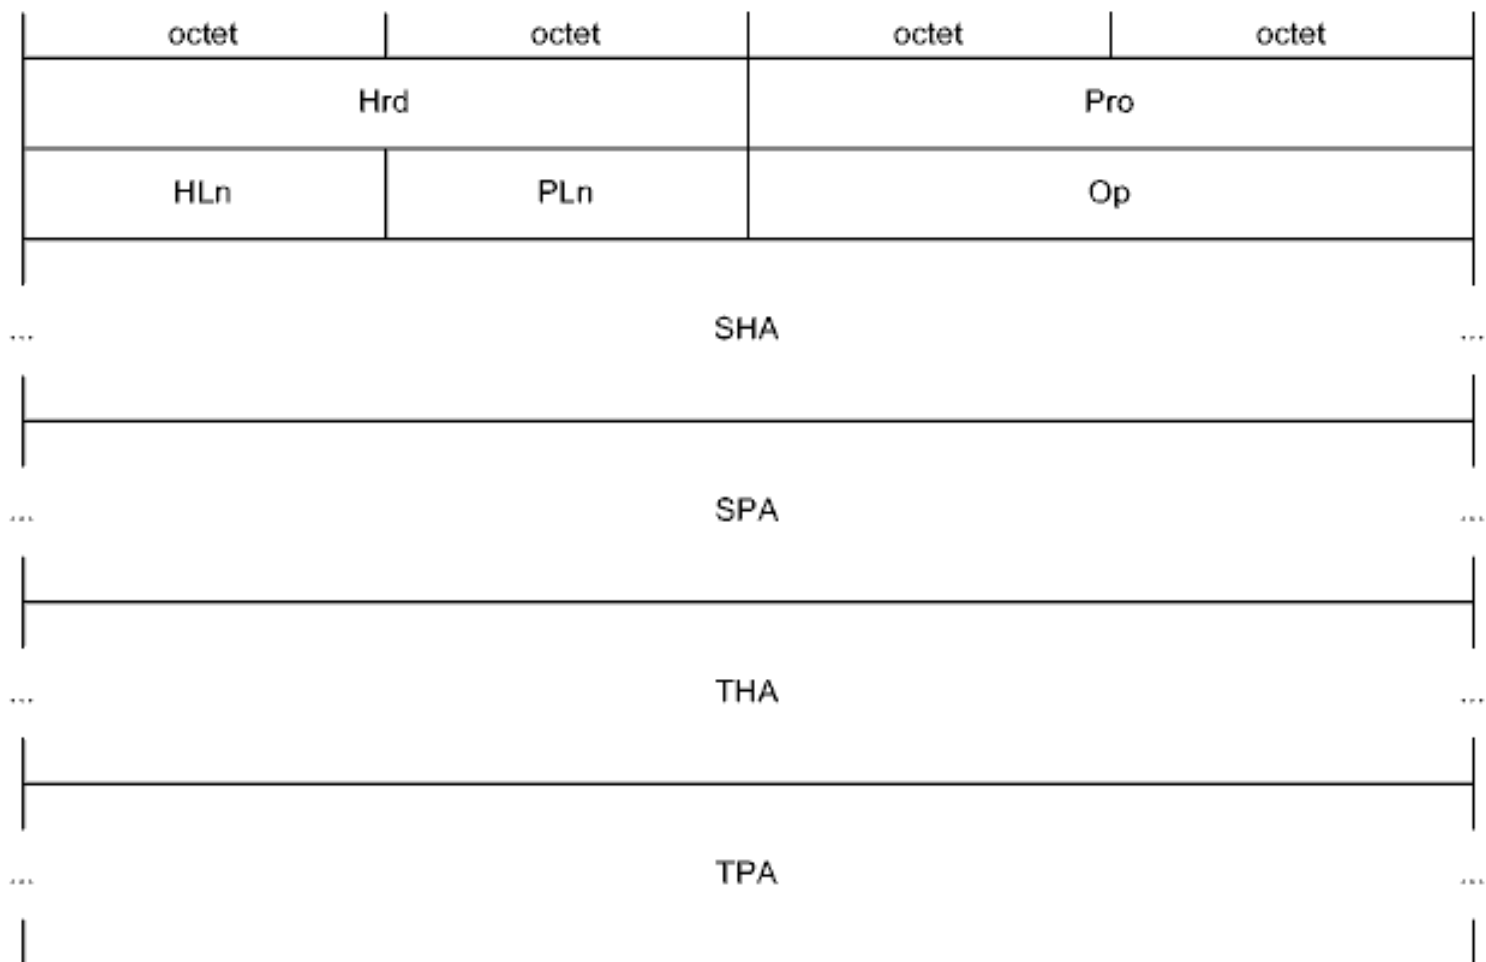 octet octet octet octet
Hrd Pro
HLn PLn Op
... SHA ...
... SPA ...
... THA ...
... TPA ...